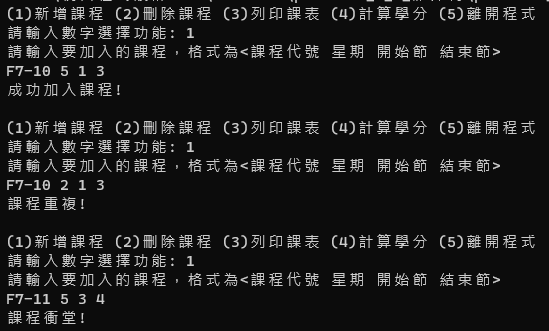 (1)新增課程 (2)刪除課程 (3)列印課表 (4)計算學分 (5)離開程式
請輸入數字選擇功能: 1
請輸入要加入的課程，格式為<課程代號 星期 開始節 結束節>
F7-10 5 1 3
成功加入課程!
(1)新增課程 (2)刪除課程 (3)列印課表 (4)計算學分 (5)離開程式
請輸入數字選擇功能: 1
請輸入要加入的課程，格式為<課程代號 星期 開始節 結束節>
F7-10 2 1 3
課程重複!
(1)新增課程 (2)刪除課程 (3)列印課表 (4)計算學分 (5)離開程式
請輸入數字選擇功能: 1
請輸入要加入的課程，格式為<課程代號 星期 開始節 結束節>
F7-11 5 3 4
課程衝堂!